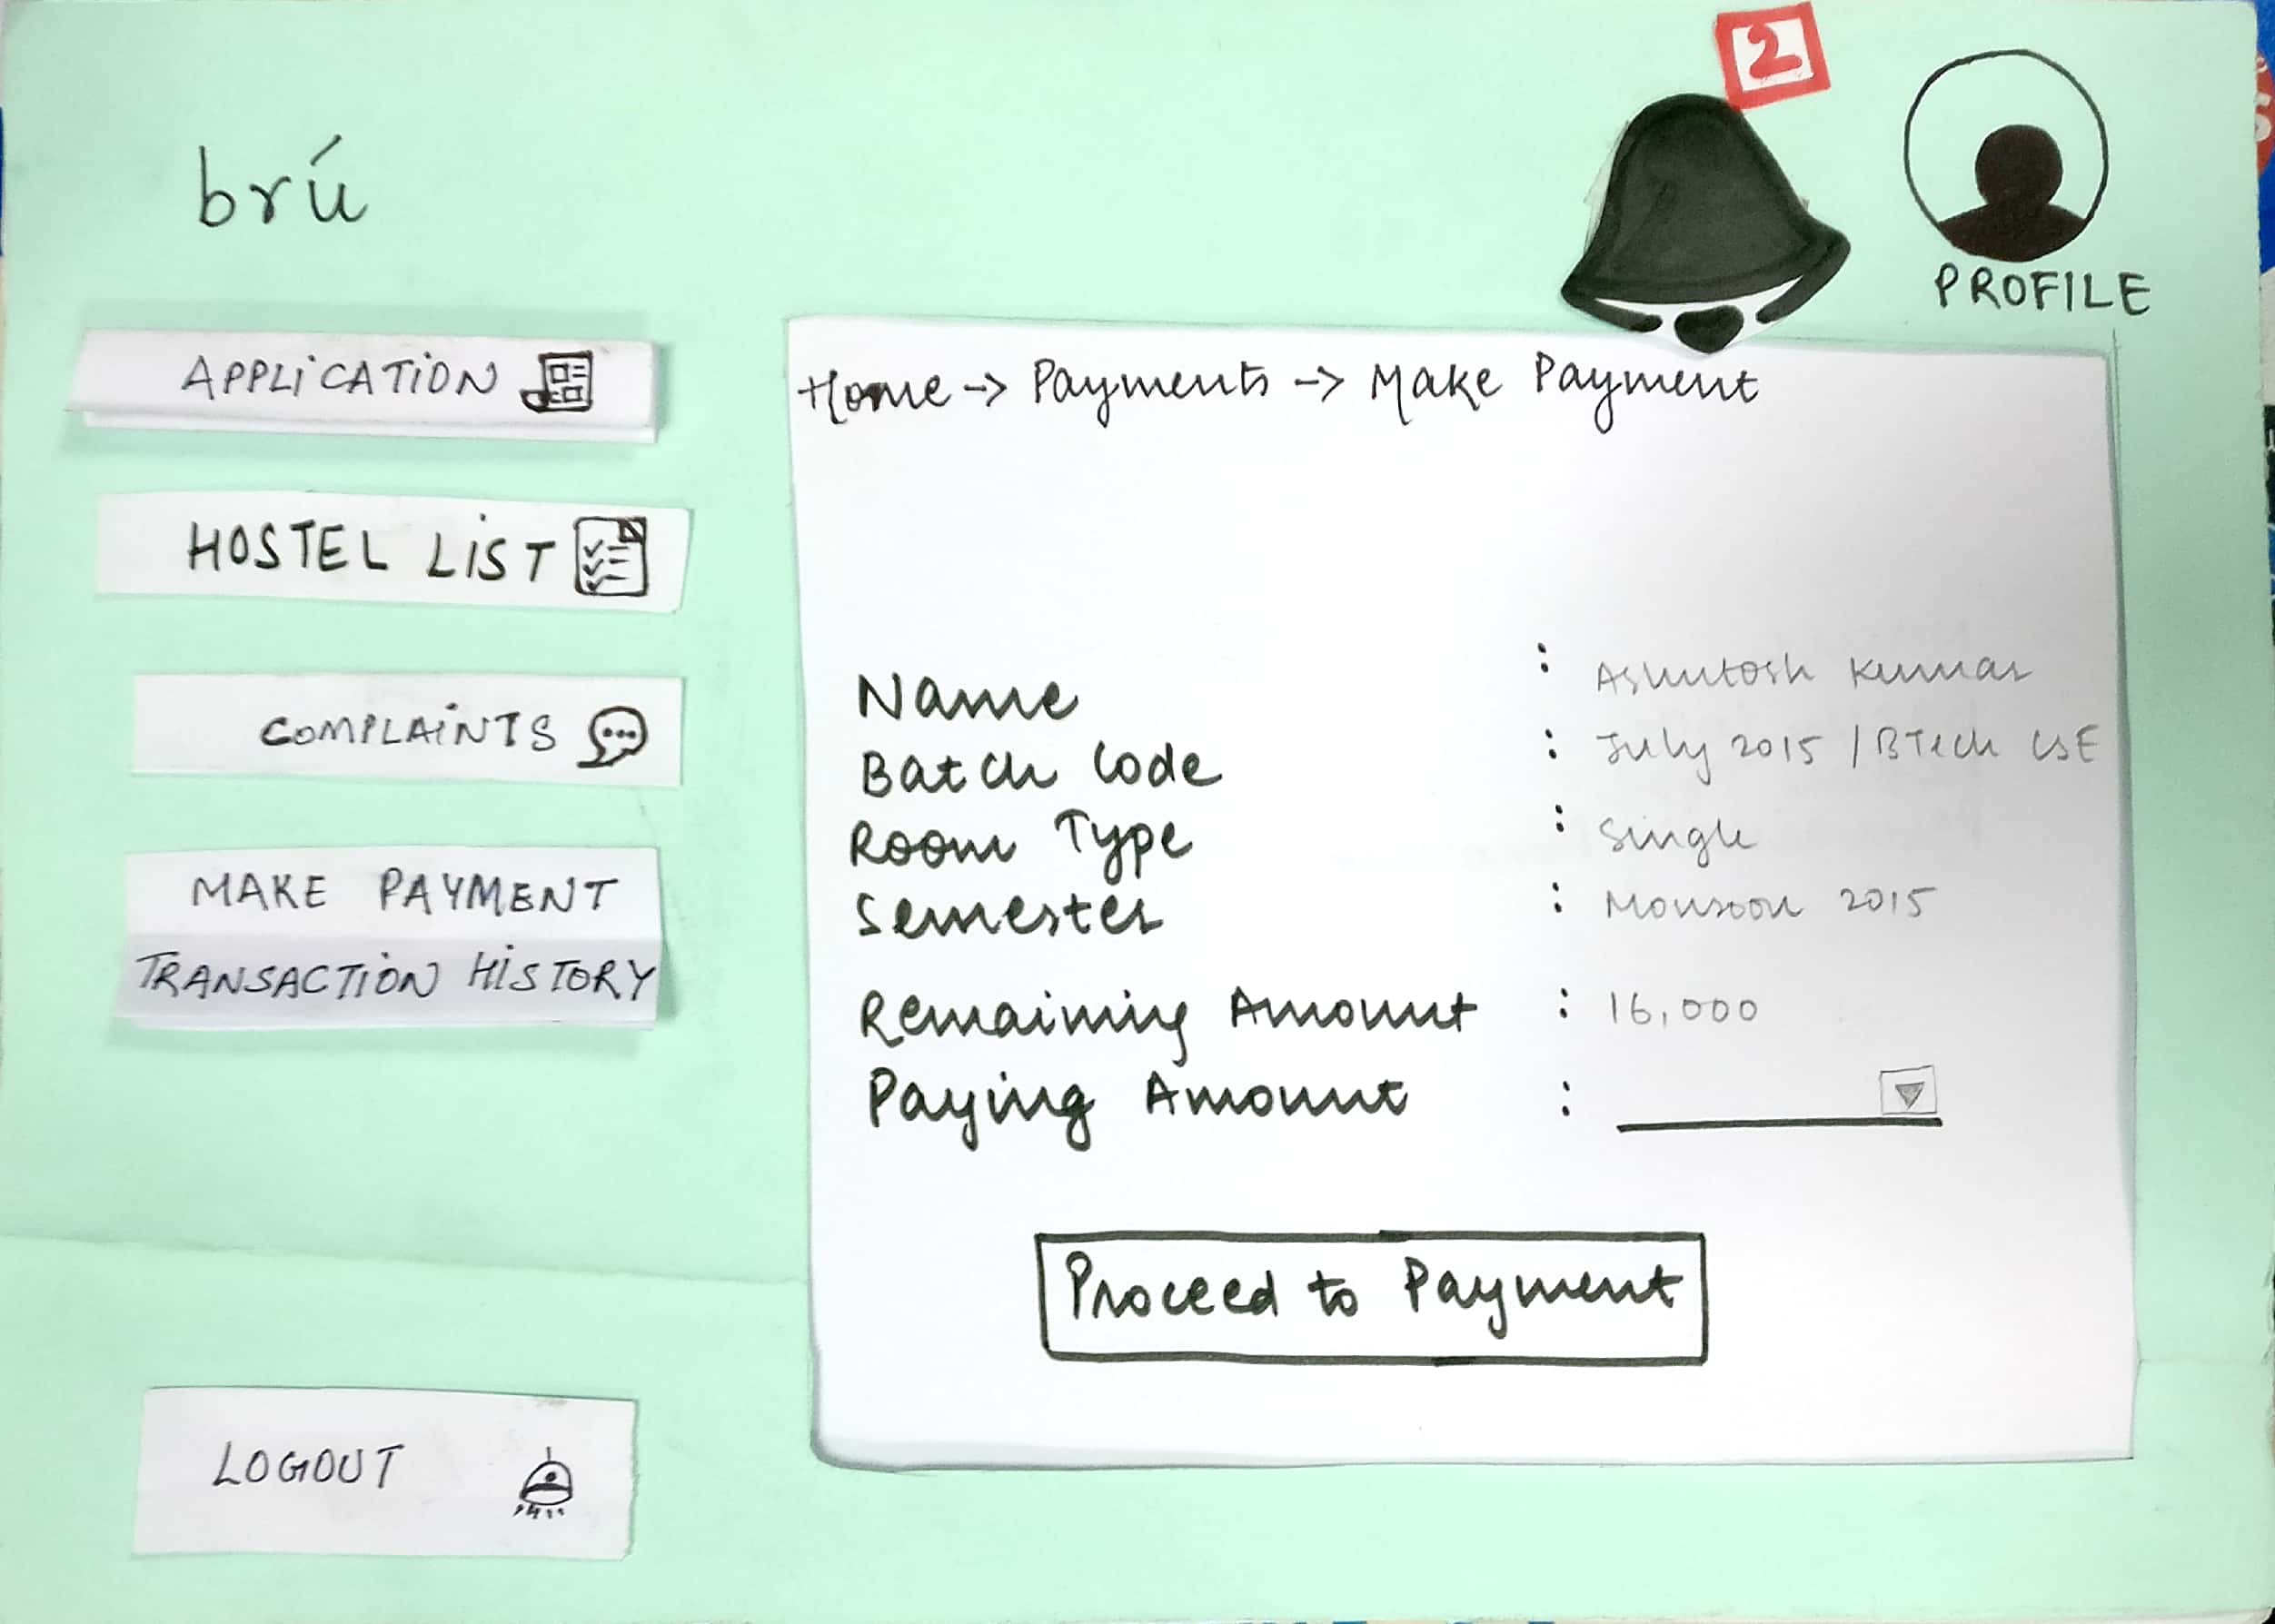 2
brú
PROFILE
APPLiCATiON
HOSTEL LiST
COMPLAiNTS
MAKE PAYMENT
TRANSACTiON HiSTORY
LOGOUT
Home -> Payments -> Make Payment
Name : Ashutosh Kumar
Batch Code : July 2015 / BTech CSE
Room Type : Single
Semester : Monsoon 2015
Remaining Amount : 16,000
Paying Amount :
Proceed to Payment